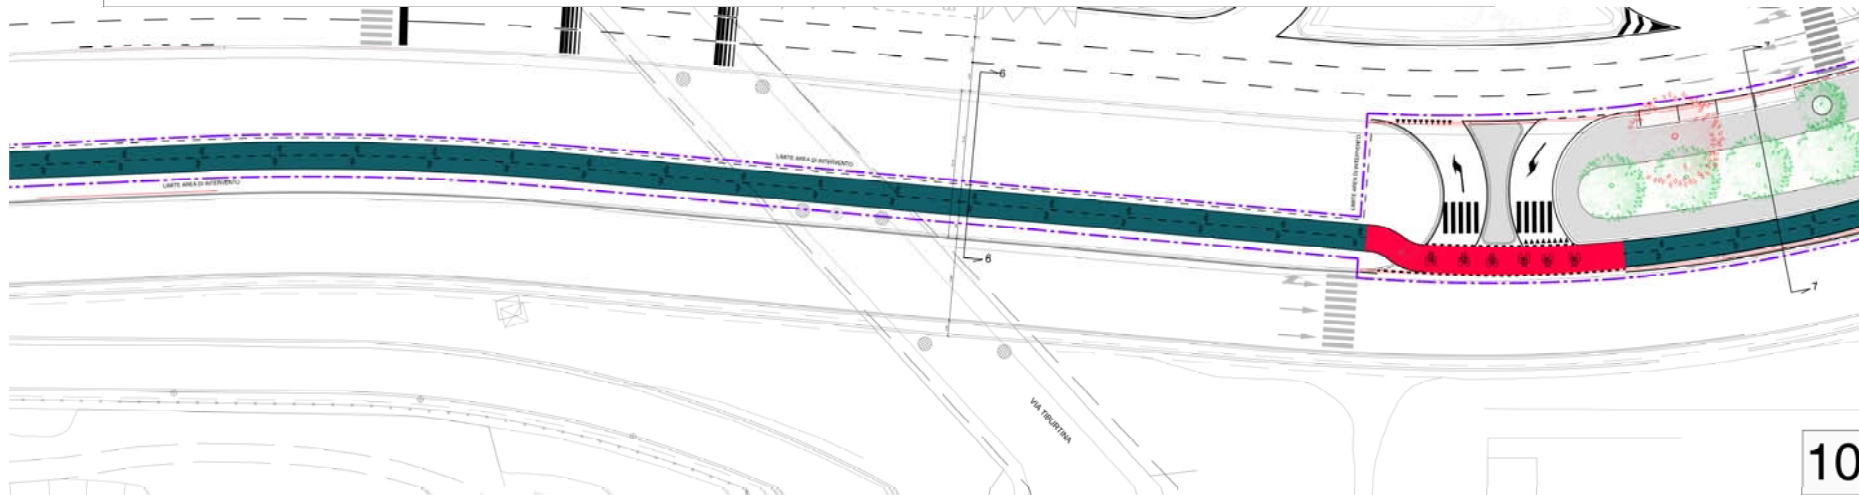 6
7
LIMITE AREA DI INTERVENTO
LIMITE AREA DI INTERVENTO
LIMITE AREA DI INTERVENTO
6
7
VIA TIBURTINA
10